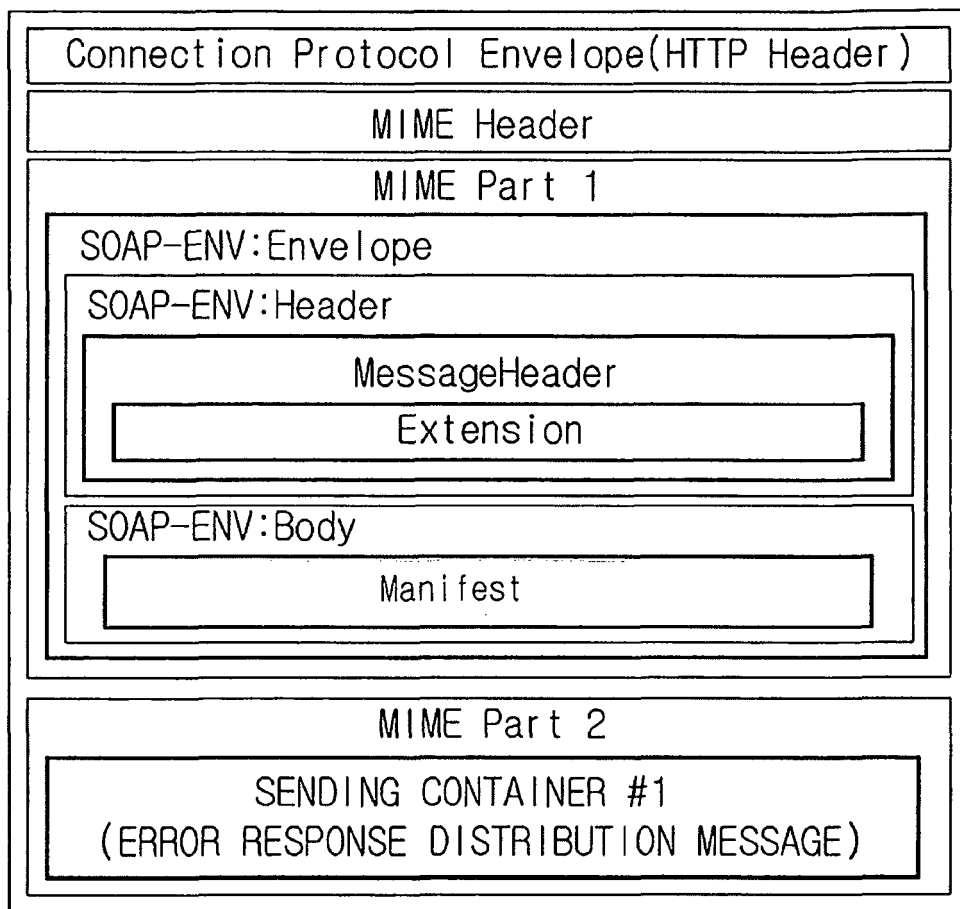 Connection Protocol Envelope(HTTP Header)
MIME Header
MIME Part 1
SOAP-ENV:Envelope
SOAP-ENV:Header
MessageHeader
Extension
SOAP-ENV:Body
Manifest
MIME Part 2
SENDING CONTAINER #1
(ERROR RESPONSE DISTRIBUTION MESSAGE)